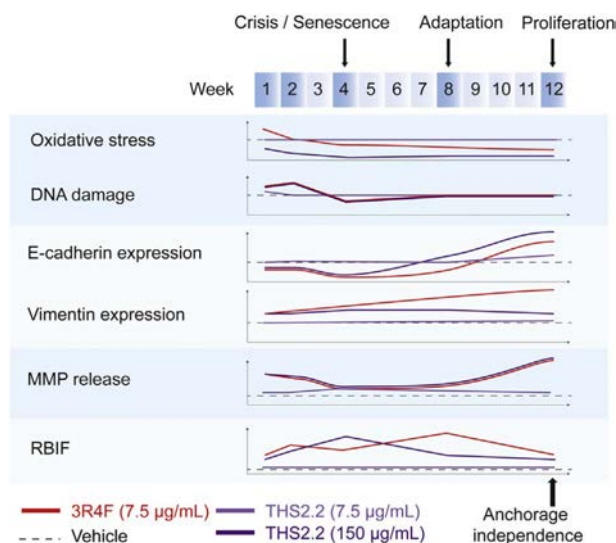 Crisis / Senescence Adaptation Proliferation
Week 1 2 3 4 5 6 7 8 9 10 11 12
Oxidative stress
DNA damage
E-cadherin expression
Vimentin expression
MMP release
RBIF
3R4F (7.5 µg/mL) THS2.2 (7.5 µg/mL)
Vehicle THS2.2 (150 µg/mL)
Anchorage
independence